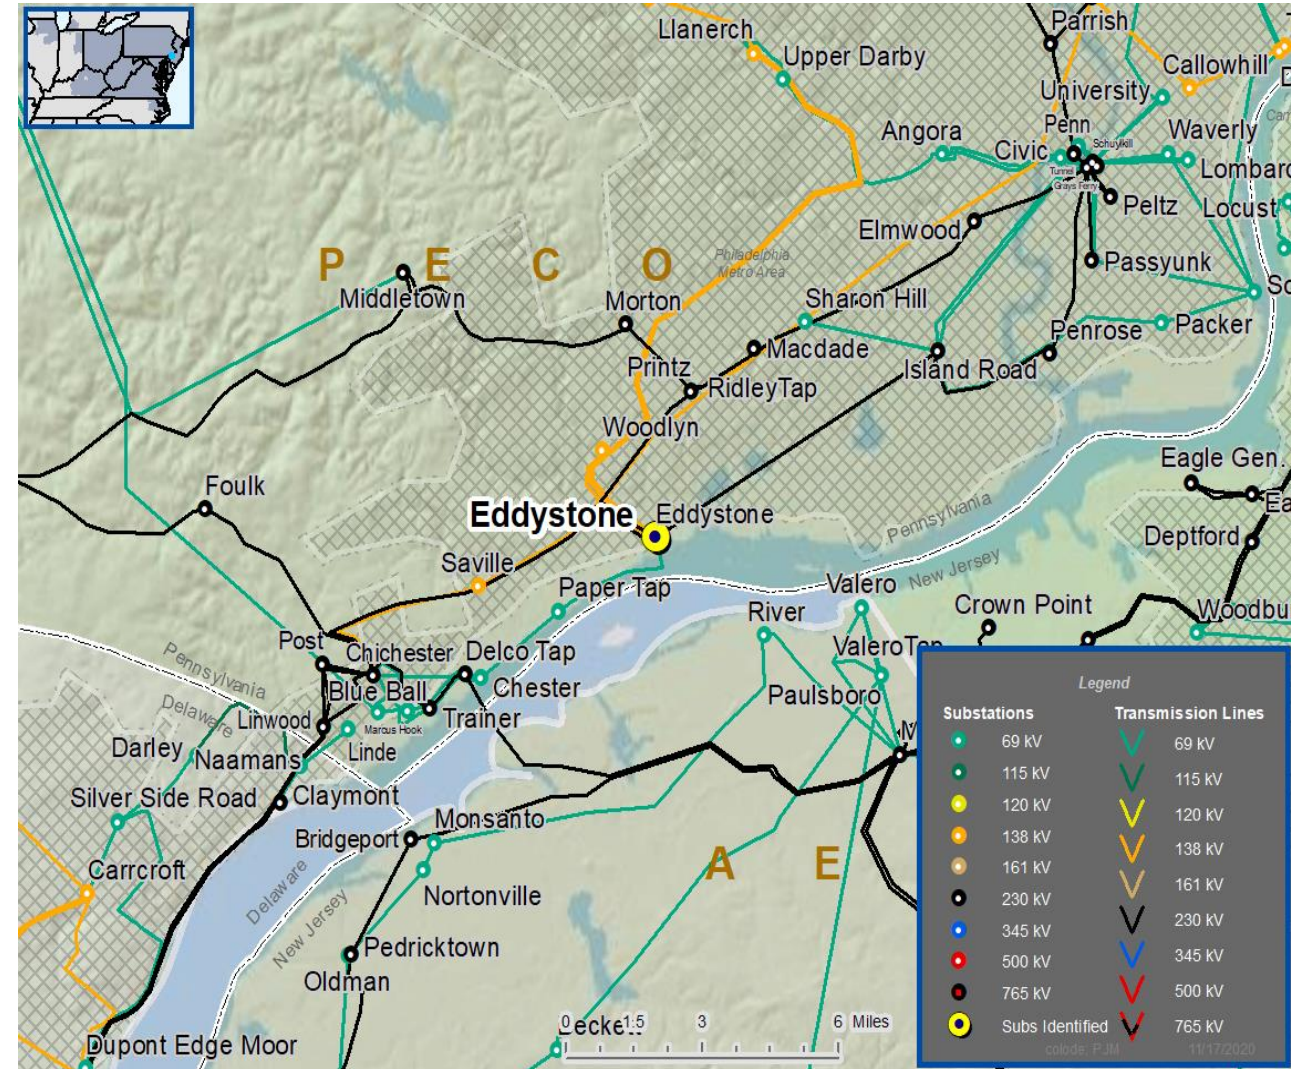 Parrish
Llanerch
Upper Darby
Callowhill
University
Angora
Penn
Waverly
Civic
Schuylkill
Lombard
Tunnel
Grays Ferry
Peltz
Locust
Elmwood
P E C O
Philadelphia
Metro Area
Passyunk
Middletown
Morton
Sharon Hill
Packer
Penrose
Macdade
Island Road
Printz
RidleyTap
Woodlyn
Eagle Gen.
Foulk
Eddystone
Eddystone
Pennsylvania
New Jersey
Deptford
Saville
Paper Tap
Valero
River
Crown Point
Post
Chichester
Delco Tap
Pennsylvania
Delaware
Blue Ball
Chester
Paulsboro
Linwood
Marcus Hook
Trainer
Darley
Naamans
Linde
Silver Side Road
Claymont
Bridgeport
Monsanto
Carrcroft
A E
Delaware
New Jersey
Nortonville
Pedricktown
Oldman
Dupont Edge Moor
0 1.5 3 6 Miles
Legend
Substations Transmission Lines
69 kV 69 kV
115 kV 115 kV
120 kV 120 kV
138 kV 138 kV
161 kV 161 kV
230 kV 230 kV
345 kV 345 kV
500 kV 500 kV
765 kV 765 kV
Subs Identified
11/17/2020